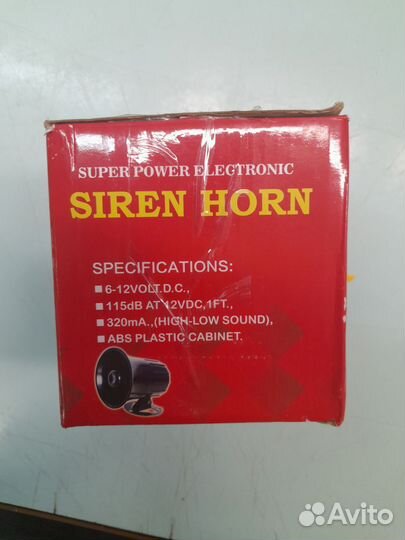 SUPER POWER ELECTRONIC
SIREN HORN
SPECIFICATIONS:
■ 6-12VOLT.D.C.,
■ 115dB AT 12VDC,1FT.,
■ 320mA.,(HIGH-LOW SOUND),
■ ABS PLASTIC CABINET.
Avito